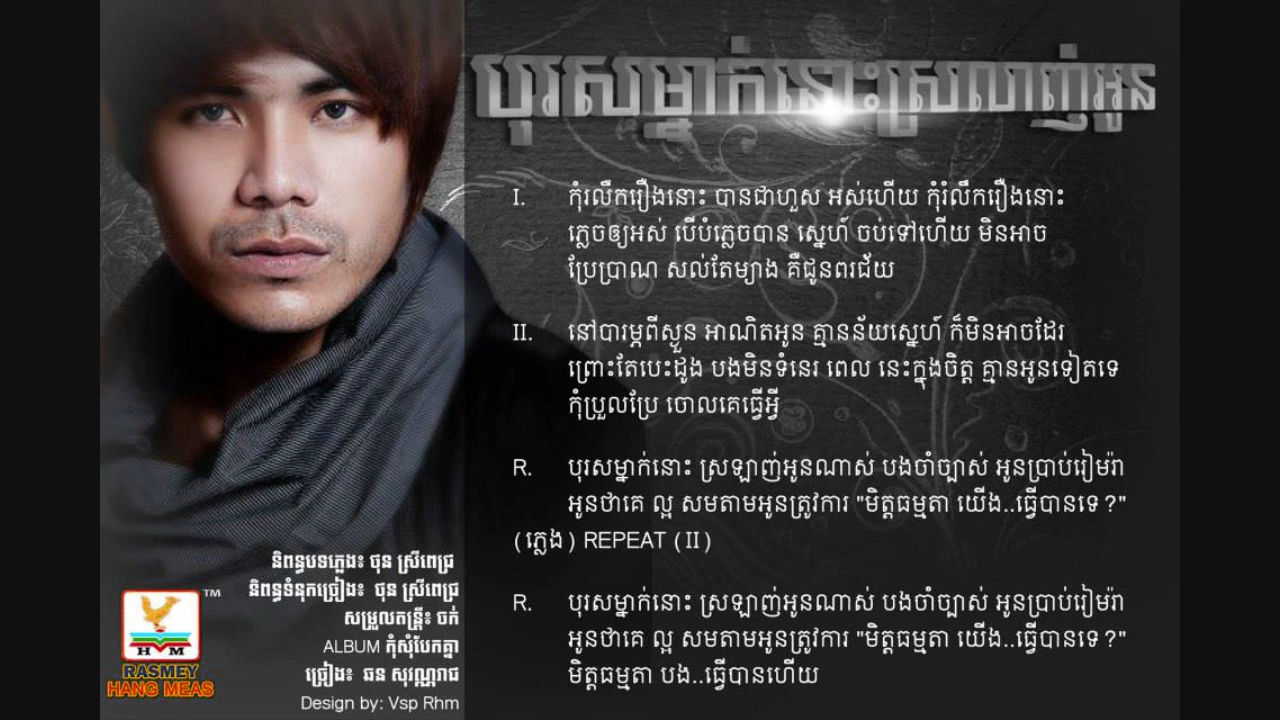 បុរសម្នាក់នោះស្រលាញ់អូន
I. កុំរលឹករឿងនោះ បានជាហួស អស់ហើយ កុំរំលឹករឿងនោះ
ភ្លេចឲ្យអស់ បើបំភ្លេចបាន ស្នេហ៍ ចប់ទៅហើយ មិនអាច
ប្រែប្រាណ សល់តែម្យាង គឺជូនពរជ័យ
II. នៅបារម្ភពីស្ងួន អាណិតអូន គ្មានន័យស្នេហ៍ ក៏មិនអាចដែរ
ព្រោះតែបេះដូង បងមិនទំនេរ ពេល នេះក្នុងចិត្ត គ្មានអូនទៀតទេ
កុំប្រួលប្រែ ចោលគេធ្វើអ្វី
R. បុរសម្នាក់នោះ ស្រឡាញ់អូនណាស់ បងចាំច្បាស់ អូនប្រាប់រៀមរ៉ា
អូនថាគេ ល្អ សមតាមអូនត្រូវការ "មិត្តធម្មតា យើង..ធ្វើបានទេ ?"
( ភ្លេង ) REPEAT ( II )
R. បុរសម្នាក់នោះ ស្រឡាញ់អូនណាស់ បងចាំច្បាស់ អូនប្រាប់រៀមរ៉ា
អូនថាគេ ល្អ សមតាមអូនត្រូវការ "មិត្តធម្មតា យើង..ធ្វើបានទេ ?"
មិត្តធម្មតា បង..ធ្វើបានហើយ
និពន្ធបទភ្លេង៖ ថុន ស្រីពេជ្រ
និពន្ធទំនុកជ្រៀង៖ ថុន ស្រីពេជ្រ
សម្រួលតន្ត្រី៖ ចក់
ALBUM កុំសុំបែកគ្នា
ច្រៀង៖ ឆន សុវណ្ណរាជ
Design by: Vsp Rhm
TM
H M
RASMEY
HANG MEAS